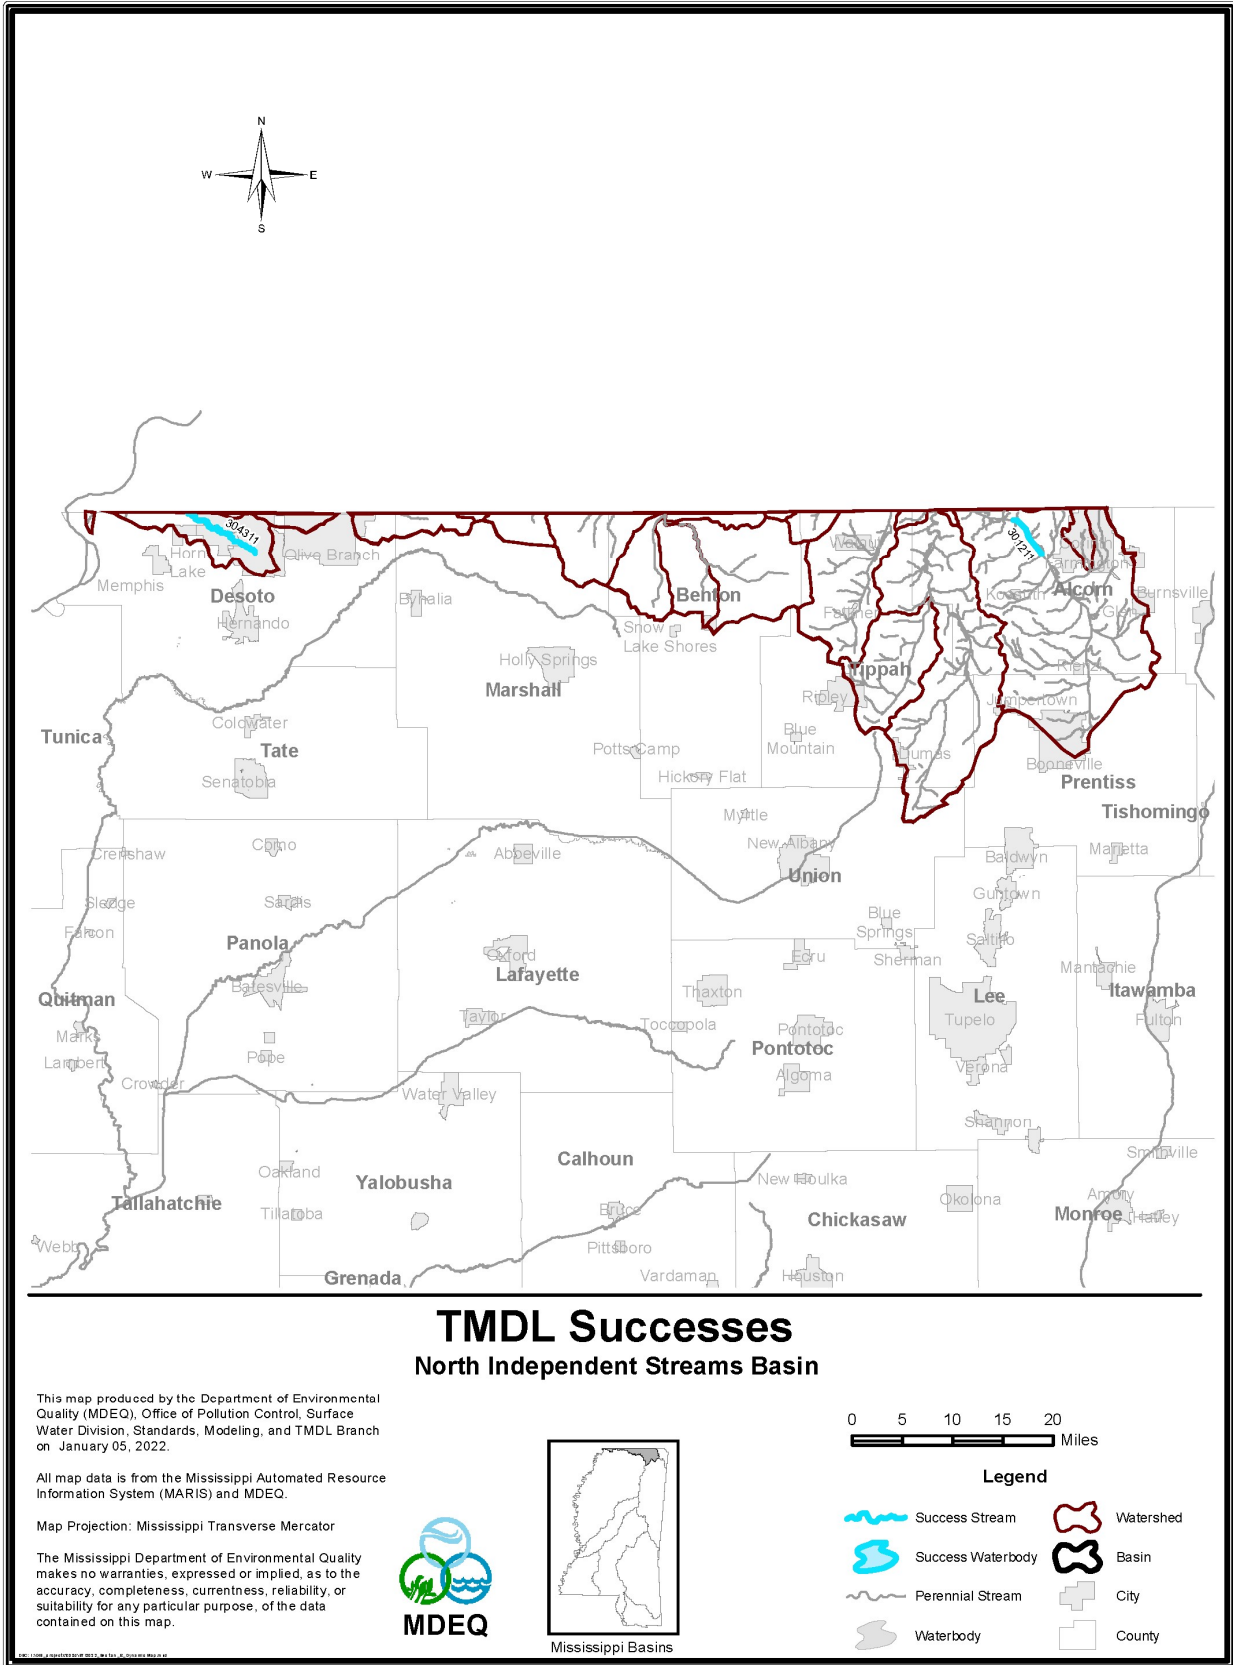 N
W E
S
304311
301211
Horn
Lake
Olive Branch
Memphis
Desoto
Hernando
Byhalia
Benton
Snow
Lake Shores
Holly Springs
Marshall
Walnut
Falkner
Tippah
Ripley
Blue
Mountain
Dumas
Corinth
Farmington
Kossuth
Alcorn
Glen
Burnsville
Rienzi
Jumpertown
Booneville
Prentiss
Tishomingo
Tunica
Coldwater
Tate
Senatobia
Potts Camp
Hickory Flat
Myrtle
New Albany
Union
Baldwyn
Marietta
Guntown
Saltillo
Crenshaw
Como
Abbeville
Sledge
Sardis
Falcon
Panola
Batesville
Oxford
Lafayette
Blue
Springs
Sherman
Ecru
Thaxton
Toccopola
Pontotoc
Pontotoc
Algoma
Lee
Tupelo
Verona
Mantachie
Itawamba
Fulton
Quitman
Marks
Lambert
Pope
Taylor
Crowder
Water Valley
Shannon
Smithville
Oakland
Yalobusha
Calhoun
New Houlka
Okolona
Amory
Monroe
Hatley
Tallahatchie
Tillatoba
Bruce
Chickasaw
Webb
Pittsboro
Grenada
Vardaman
Houston
TMDL Successes
North Independent Streams Basin
This map produced by the Department of Environmental
Quality (MDEQ), Office of Pollution Control, Surface
Water Division, Standards, Modeling, and TMDL Branch
on January 05, 2022.
All map data is from the Mississippi Automated Resource
Information System (MARIS) and MDEQ.
Map Projection: Mississippi Transverse Mercator
The Mississippi Department of Environmental Quality
makes no warranties, expressed or implied, as to the
accuracy, completeness, currentness, reliability, or
suitability for any particular purpose, of the data
contained on this map.
MDEQ
Mississippi Basins
0 5 10 15 20
Miles
Legend
Success Stream
Watershed
Success Waterbody
Basin
Perennial Stream
City
Waterbody
County